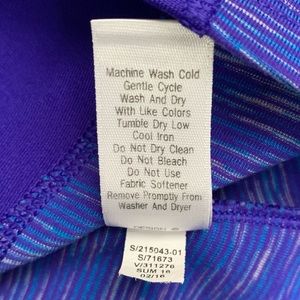 Machine Wash Cold
Gentle Cycle
Wash And Dry
With Like Colors
Tumble Dry Low
Cool Iron
Do Not Dry Clean
Do Not Bleach
Do Not Use
Fabric Softener
Remove Promptly From
Washer And Dryer
S/215043-01
S/71673
V/311276
SUM 16
02/16